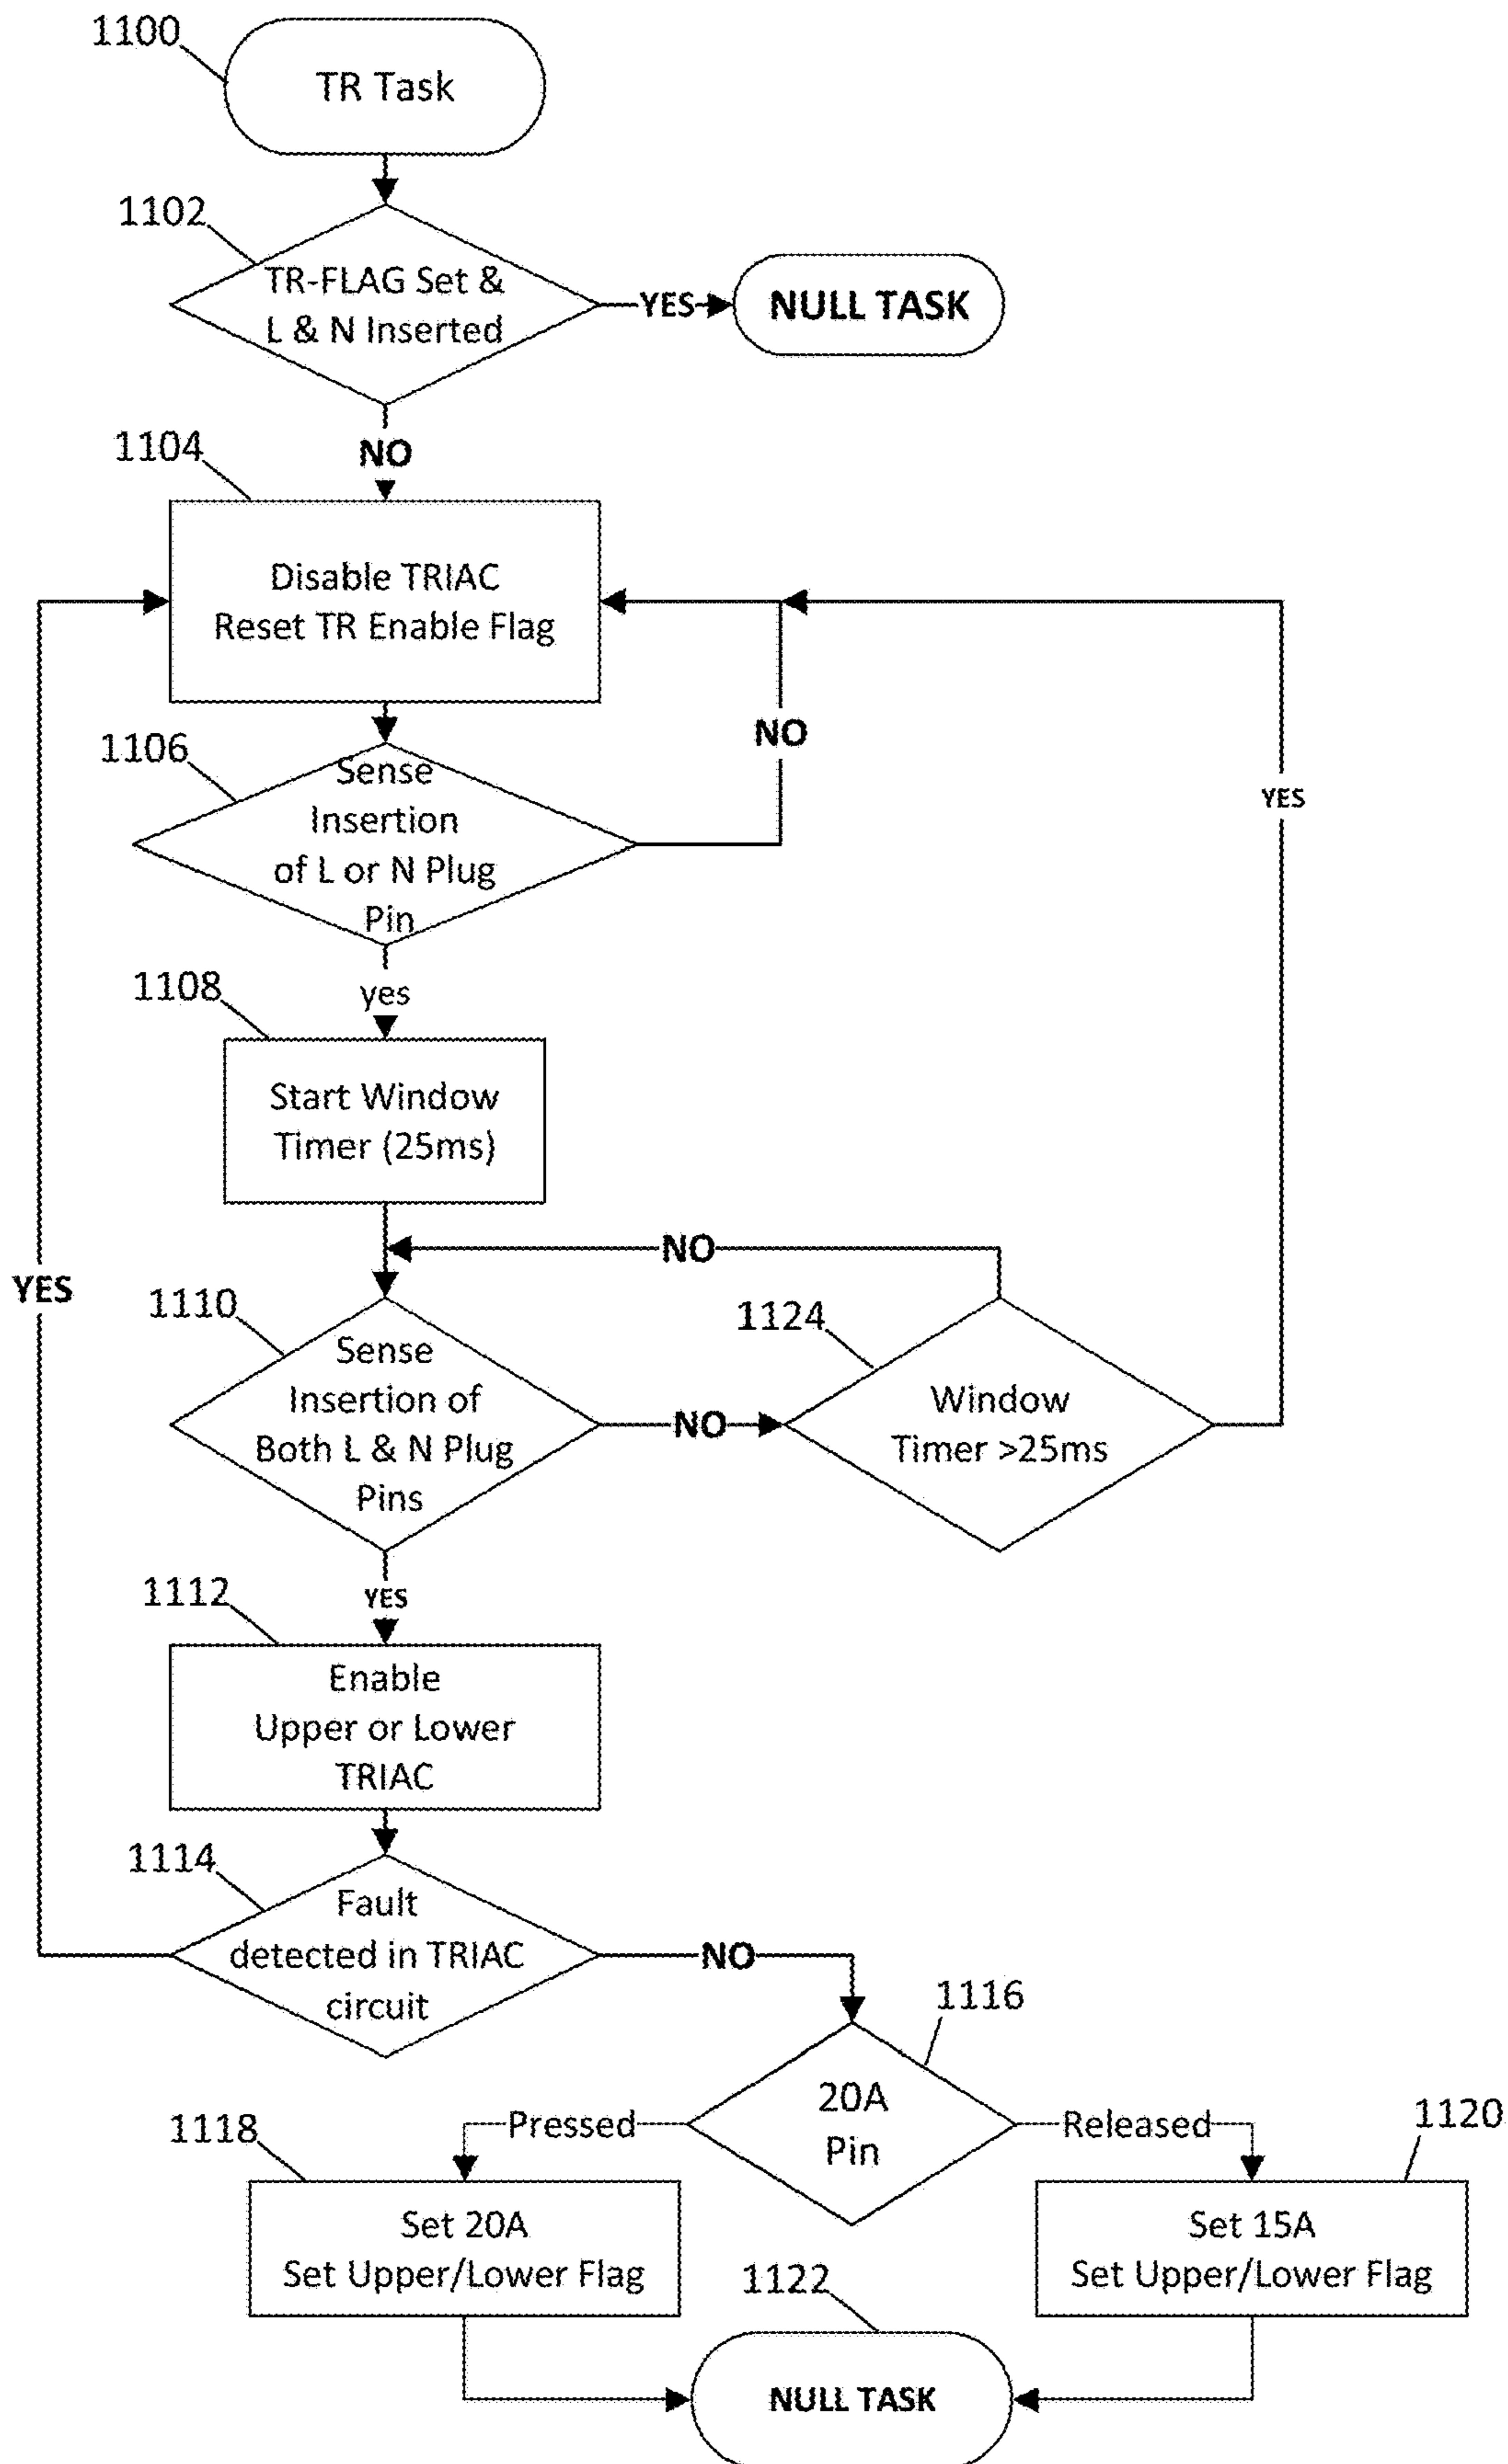 1100
TR Task
1102
TR-FLAG Set &
L & N Inserted
YES
NULL TASK
NO
1104
Disable TRIAC
Reset TR Enable Flag
NO
1106
Sense
Insertion
of L or N Plug
Pin
YES
yes
1108
Start Window
Timer (25ms)
NO
YES
1110
Sense
Insertion of
Both L & N Plug
Pins
NO
1124
Window
Timer >25ms
YES
1112
Enable
Upper or Lower
TRIAC
1114
Fault
detected in TRIAC
circuit
NO
1116
20A
Pin
Pressed
Released
1118
Set 20A
Set Upper/Lower Flag
1120
Set 15A
Set Upper/Lower Flag
1122
NULL TASK